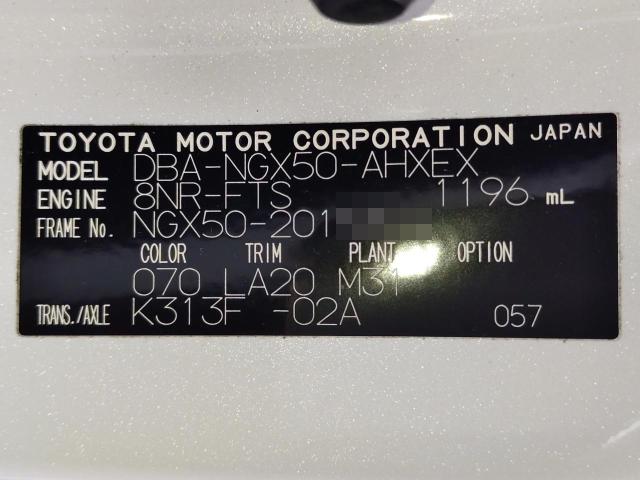 TOYOTA MOTOR CORPORATION JAPAN
MODEL DBA-NGX50-AHXEX
ENGINE 8NR-FTS 1196 mL
FRAME No. NGX50-201
COLOR TRIM PLANT OPTION
070 LA20 M31
TRANS./AXLE K313F -02A 057